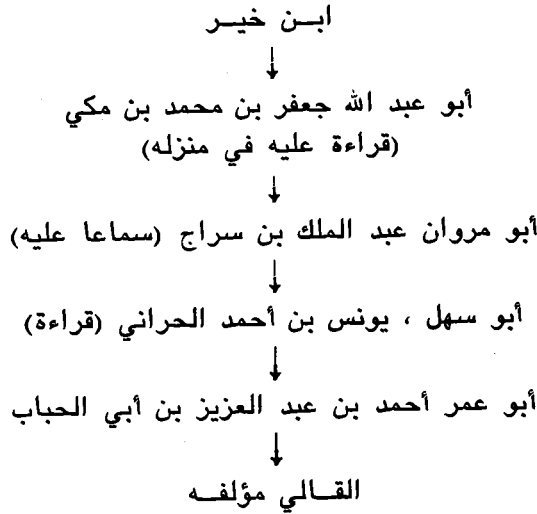 ابن خير
أبو عبد الله جعفر بن محمد بن مكي
(قراءة عليه في منزله)
أبو مروان عبد الملك بن سراج (سماعا عليه)
أبو سهل ، يونس بن أحمد الحراني (قراءة)
أبو عمر أحمد بن عبد العزيز بن أبي الحباب
القالي مؤلفه